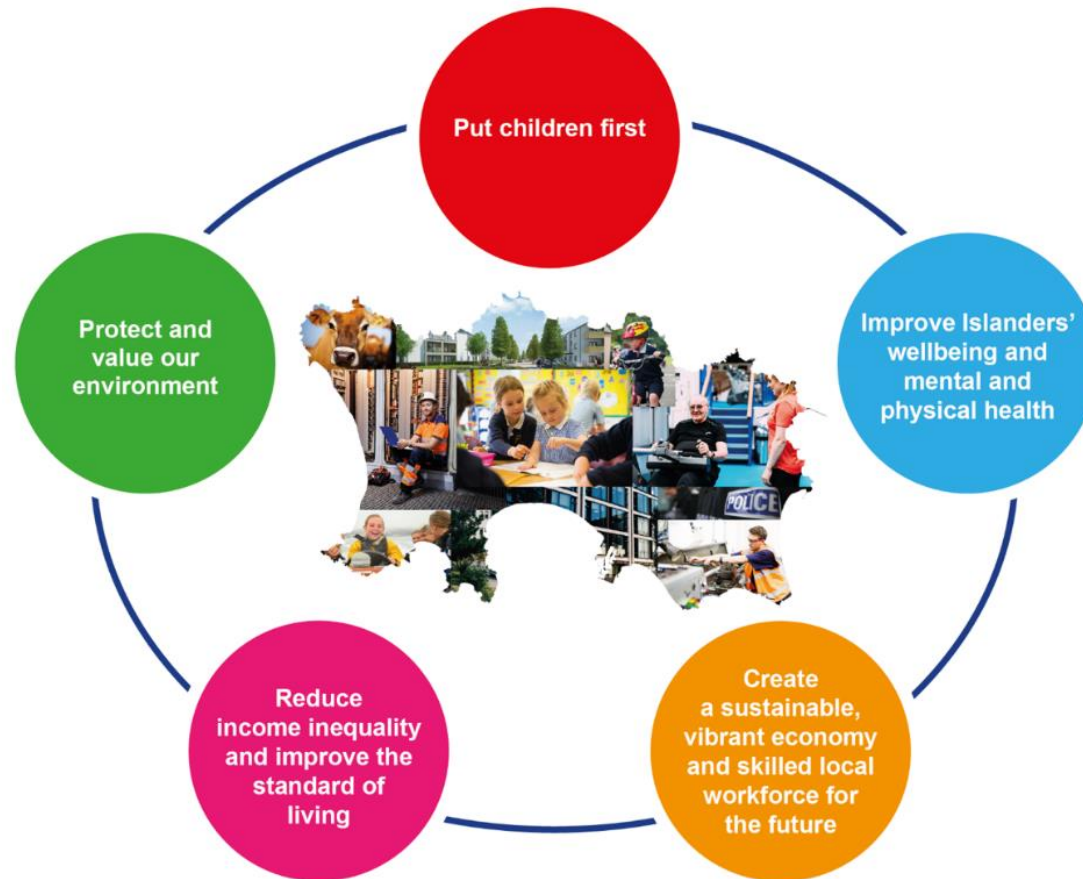 Put children first
Improve Islanders’
wellbeing and
mental and
physical health
Create
a sustainable,
vibrant economy
and skilled local
workforce for
the future
Reduce
income inequality
and improve the
standard of
living
Protect and
value our
environment
POLICE